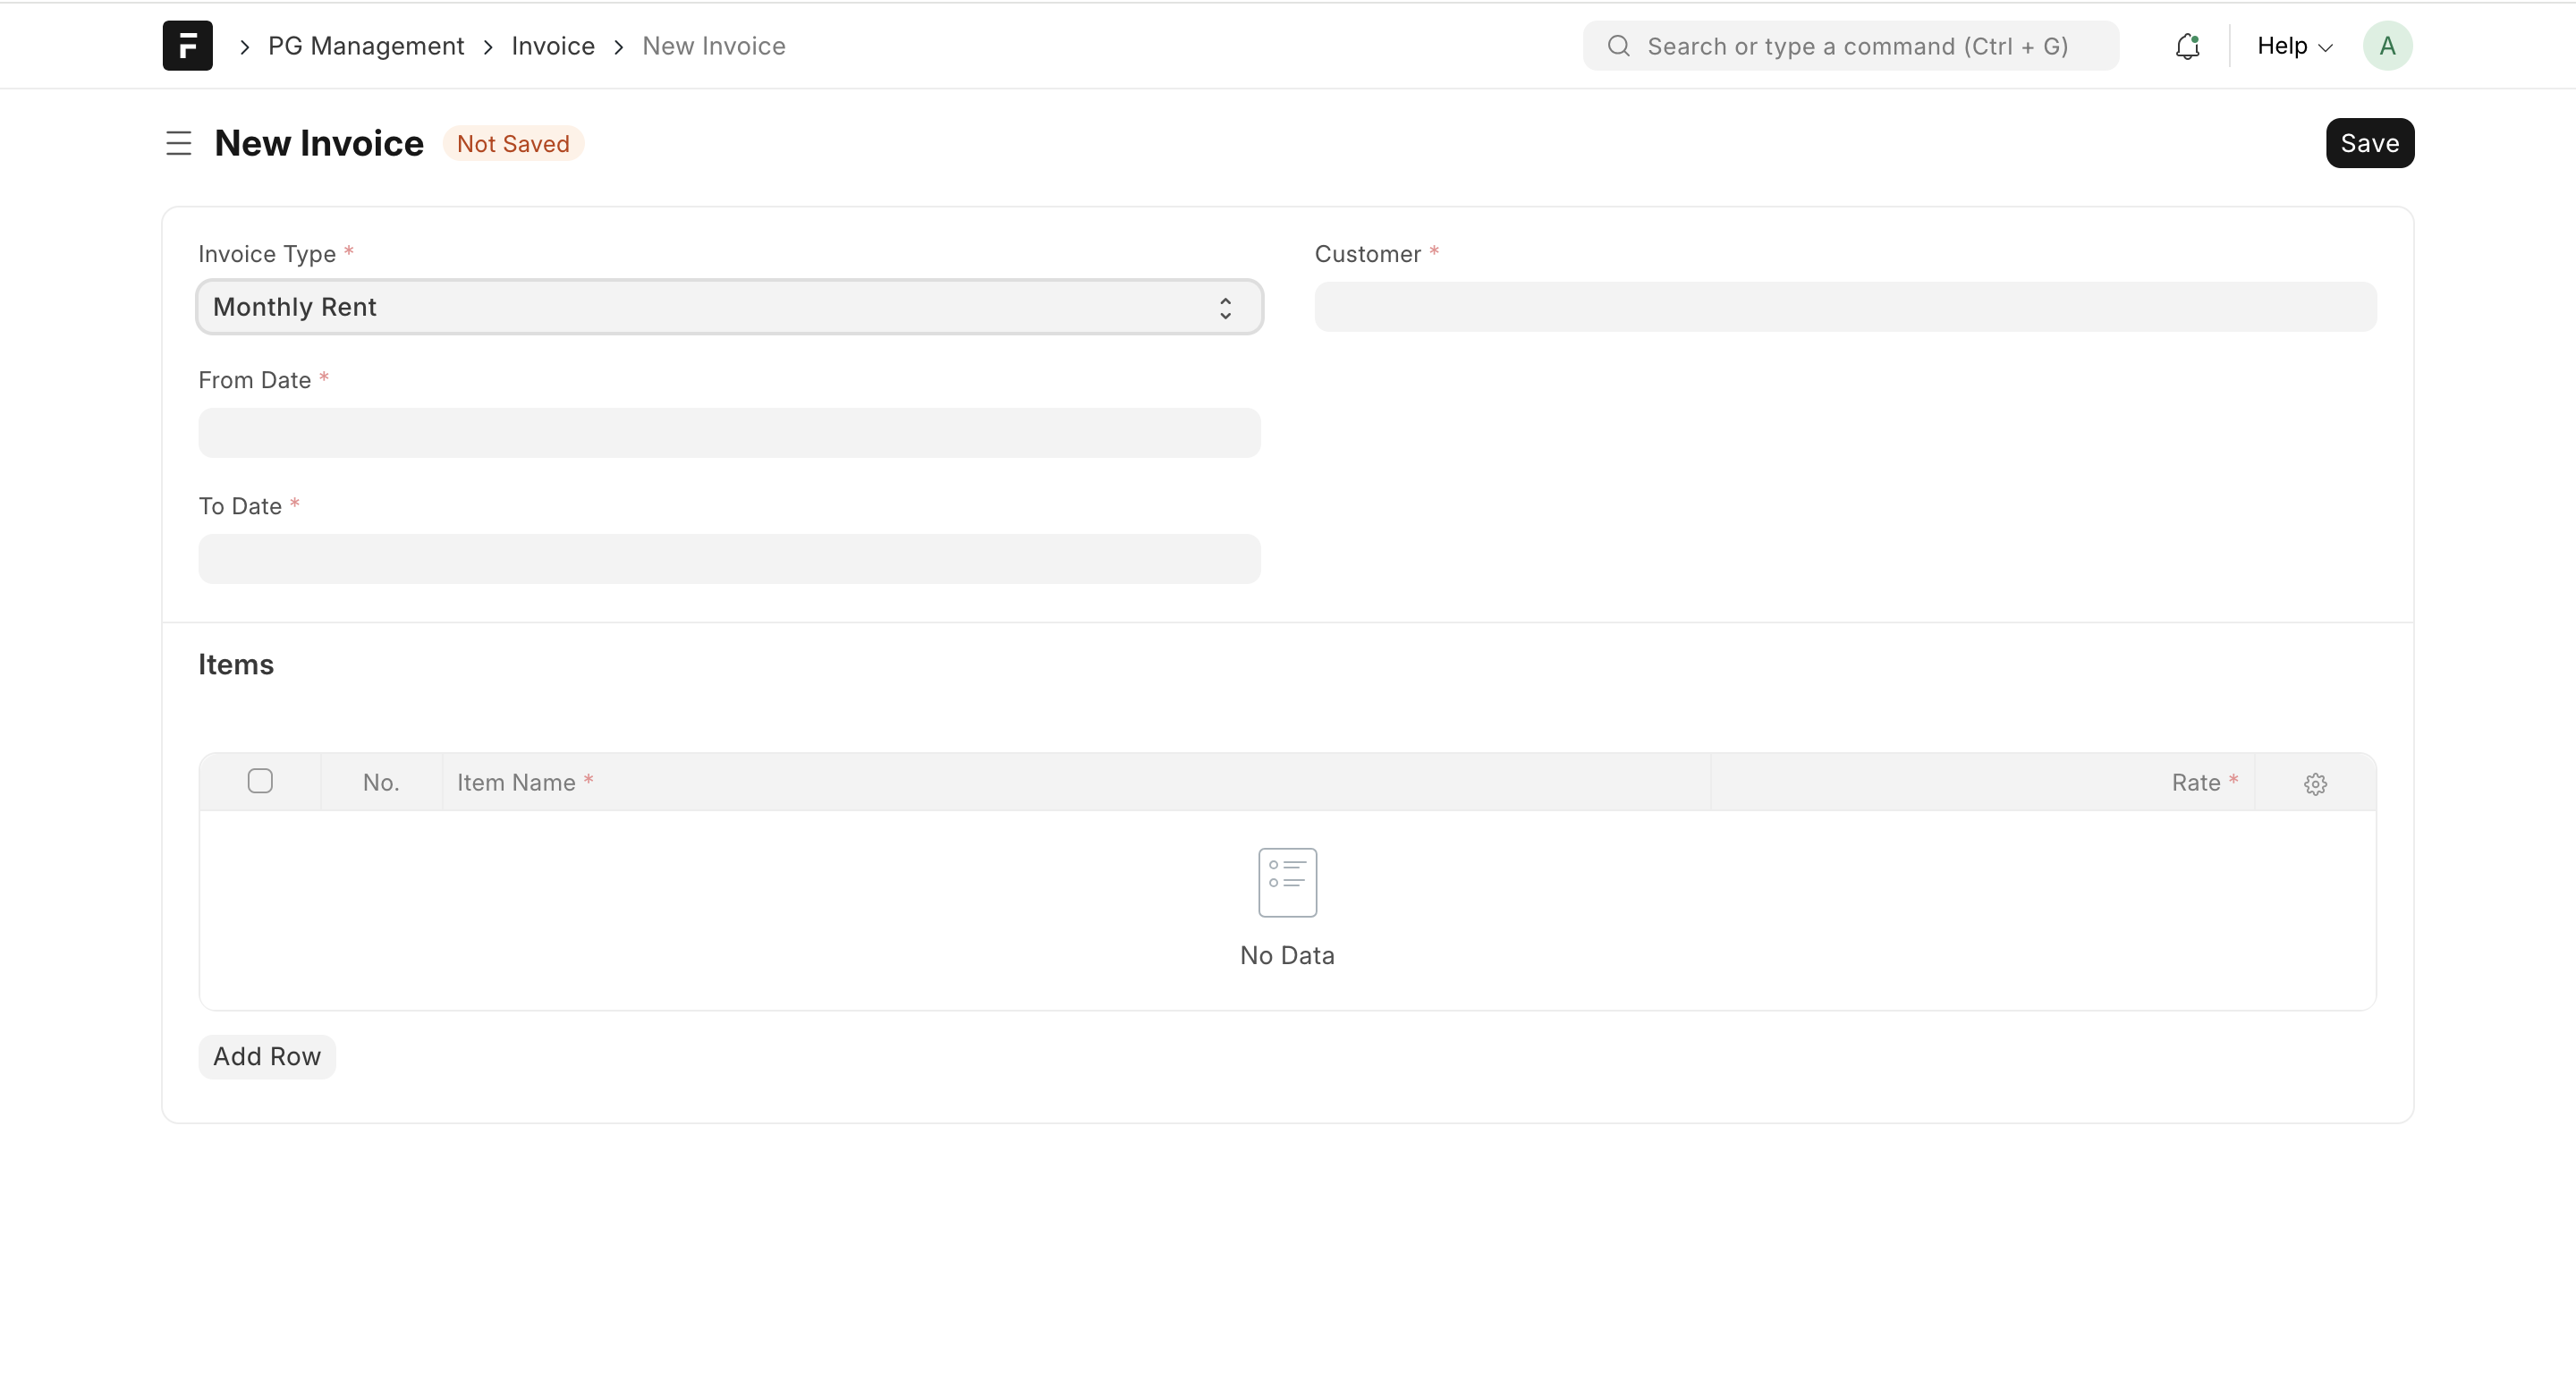 PG Management
Invoice
New Invoice
Search or type a command (Ctrl + G)
Help
A
New Invoice
Not Saved
Save
Invoice Type *
Customer *
Monthly Rent
From Date *
To Date *
Items
No.
Item Name *
Rate *
No Data
Add Row